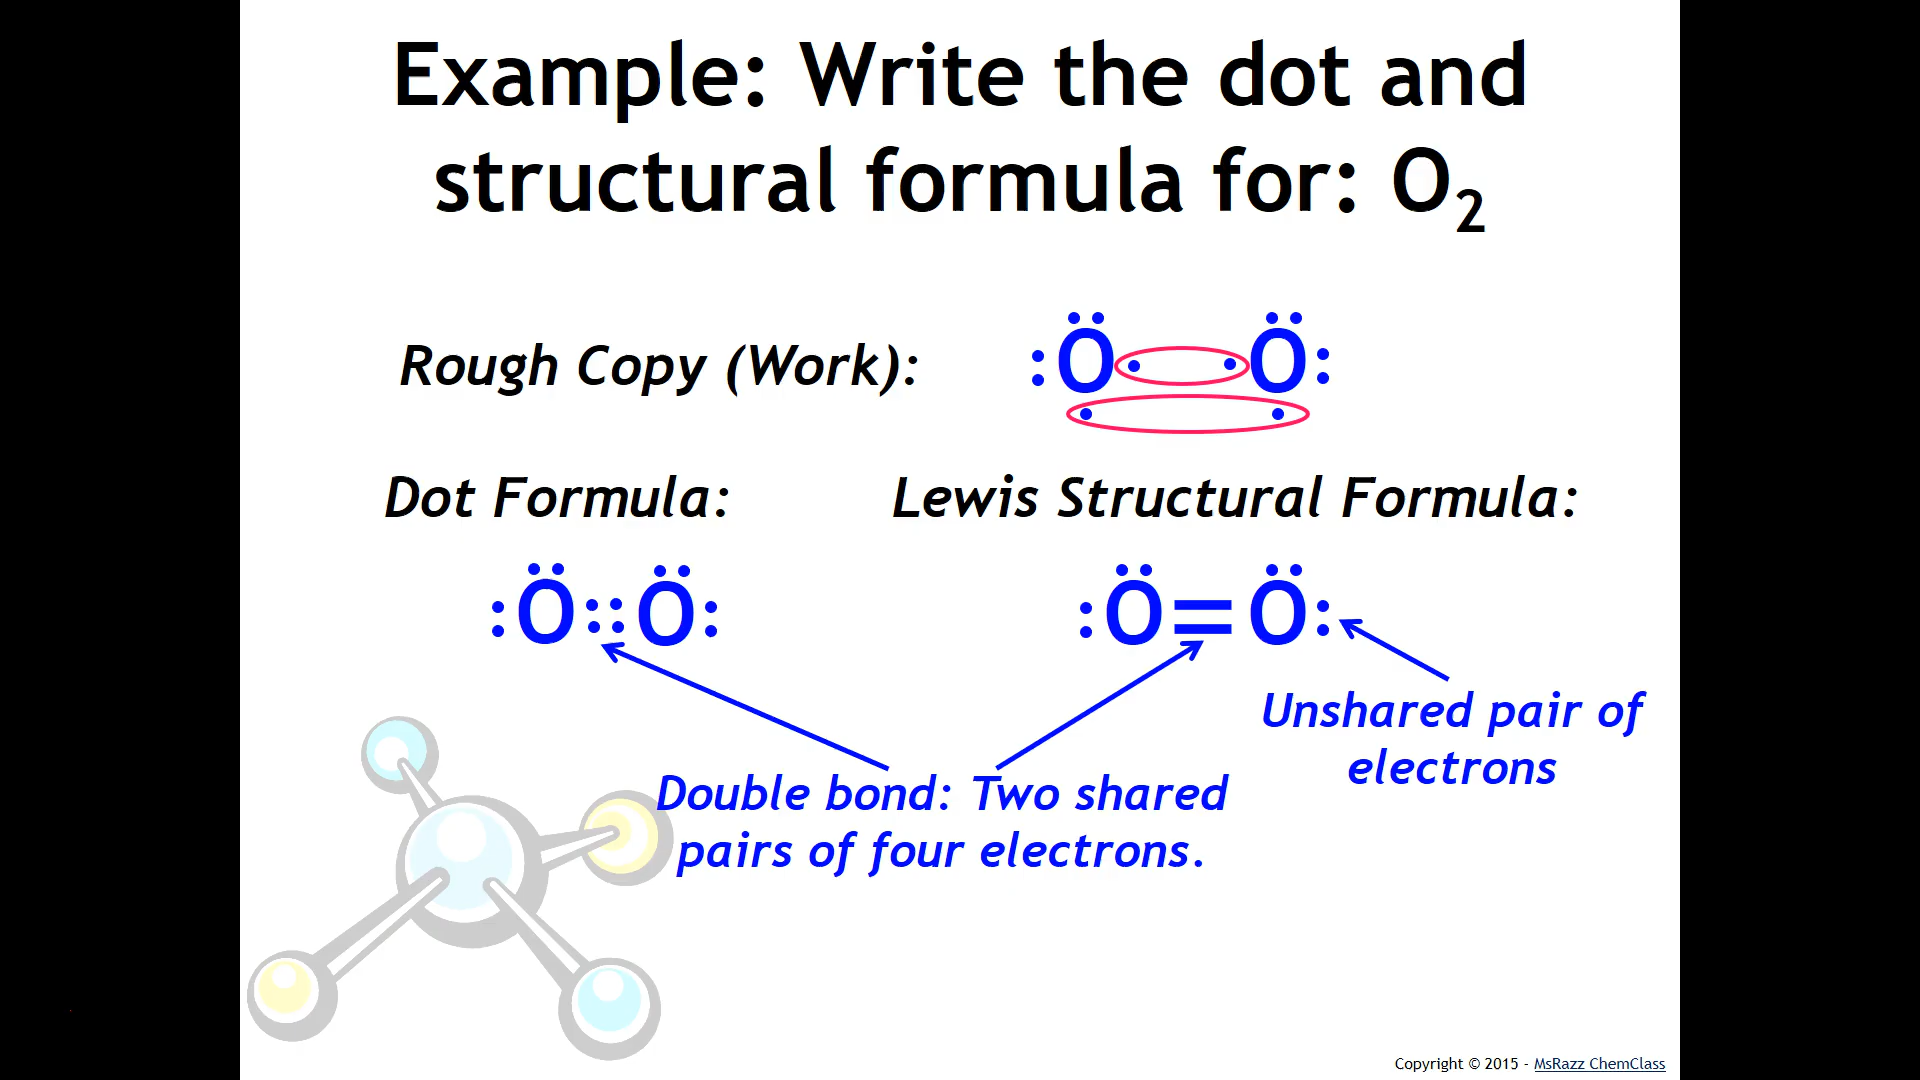 Example: Write the dot and
structural formula for: O₂
Rough Copy (Work):
O O
Dot Formula:
Lewis Structural Formula:
:Ö::Ö:
:Ö=Ö:
Unshared pair of
electrons
Double bond: Two shared
pairs of four electrons.
Copyright © 2015 - MsRazz ChemClass